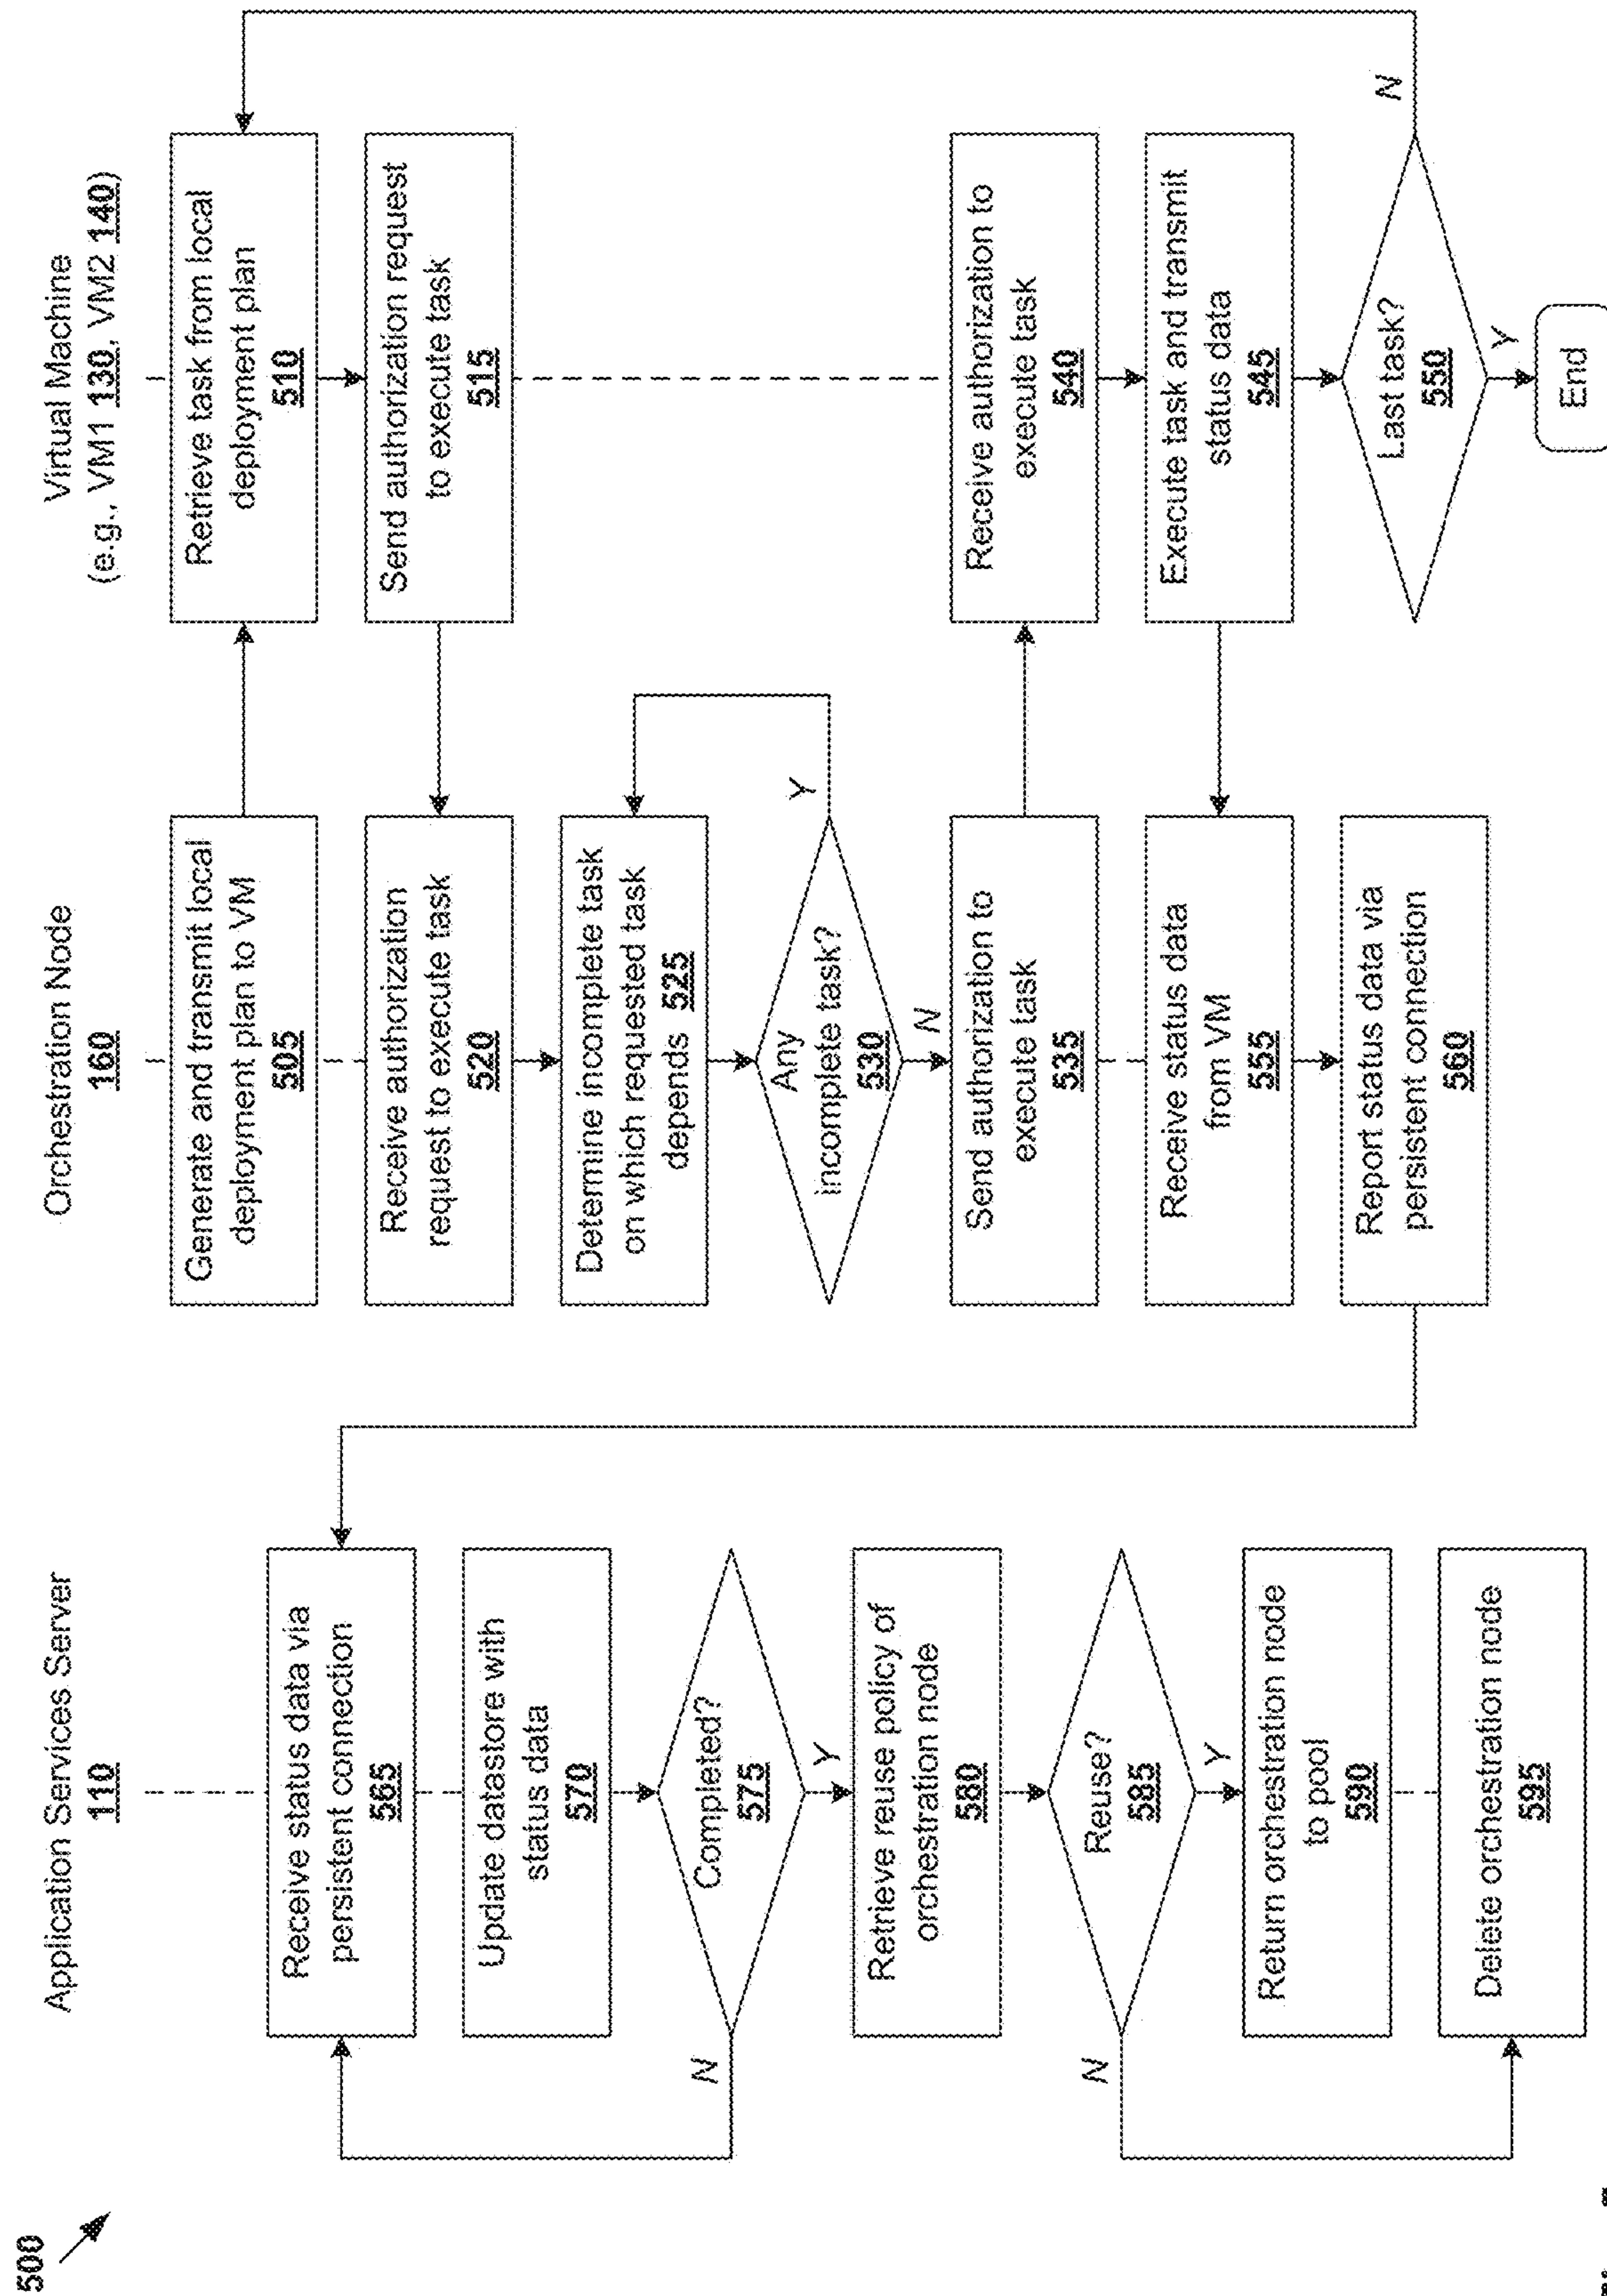 500
Application Services Server
110
Receive status data via
persistent connection
565
Update datastore with
status data
570
Completed?
575
N
Y
Retrieve reuse policy of
orchestration node
580
Reuse?
585
N
Y
Return orchestration node
to pool
590
Delete orchestration node
595
Orchestration Node
160
Generate and transmit local
deployment plan to VM
505
Receive authorization
request to execute task
520
Determine incomplete task
on which requested task
depends 525
Any
incomplete task?
530
Y
N
Send authorization to
execute task
535
Receive status data
from VM
555
Report status data via
persistent connection
560
Virtual Machine
(e.g., VM1 130, VM2 140)
Retrieve task from local
deployment plan
510
Send authorization request
to execute task
515
Receive authorization to
execute task
540
Execute task and transmit
status data
545
Last task?
550
N
Y
End